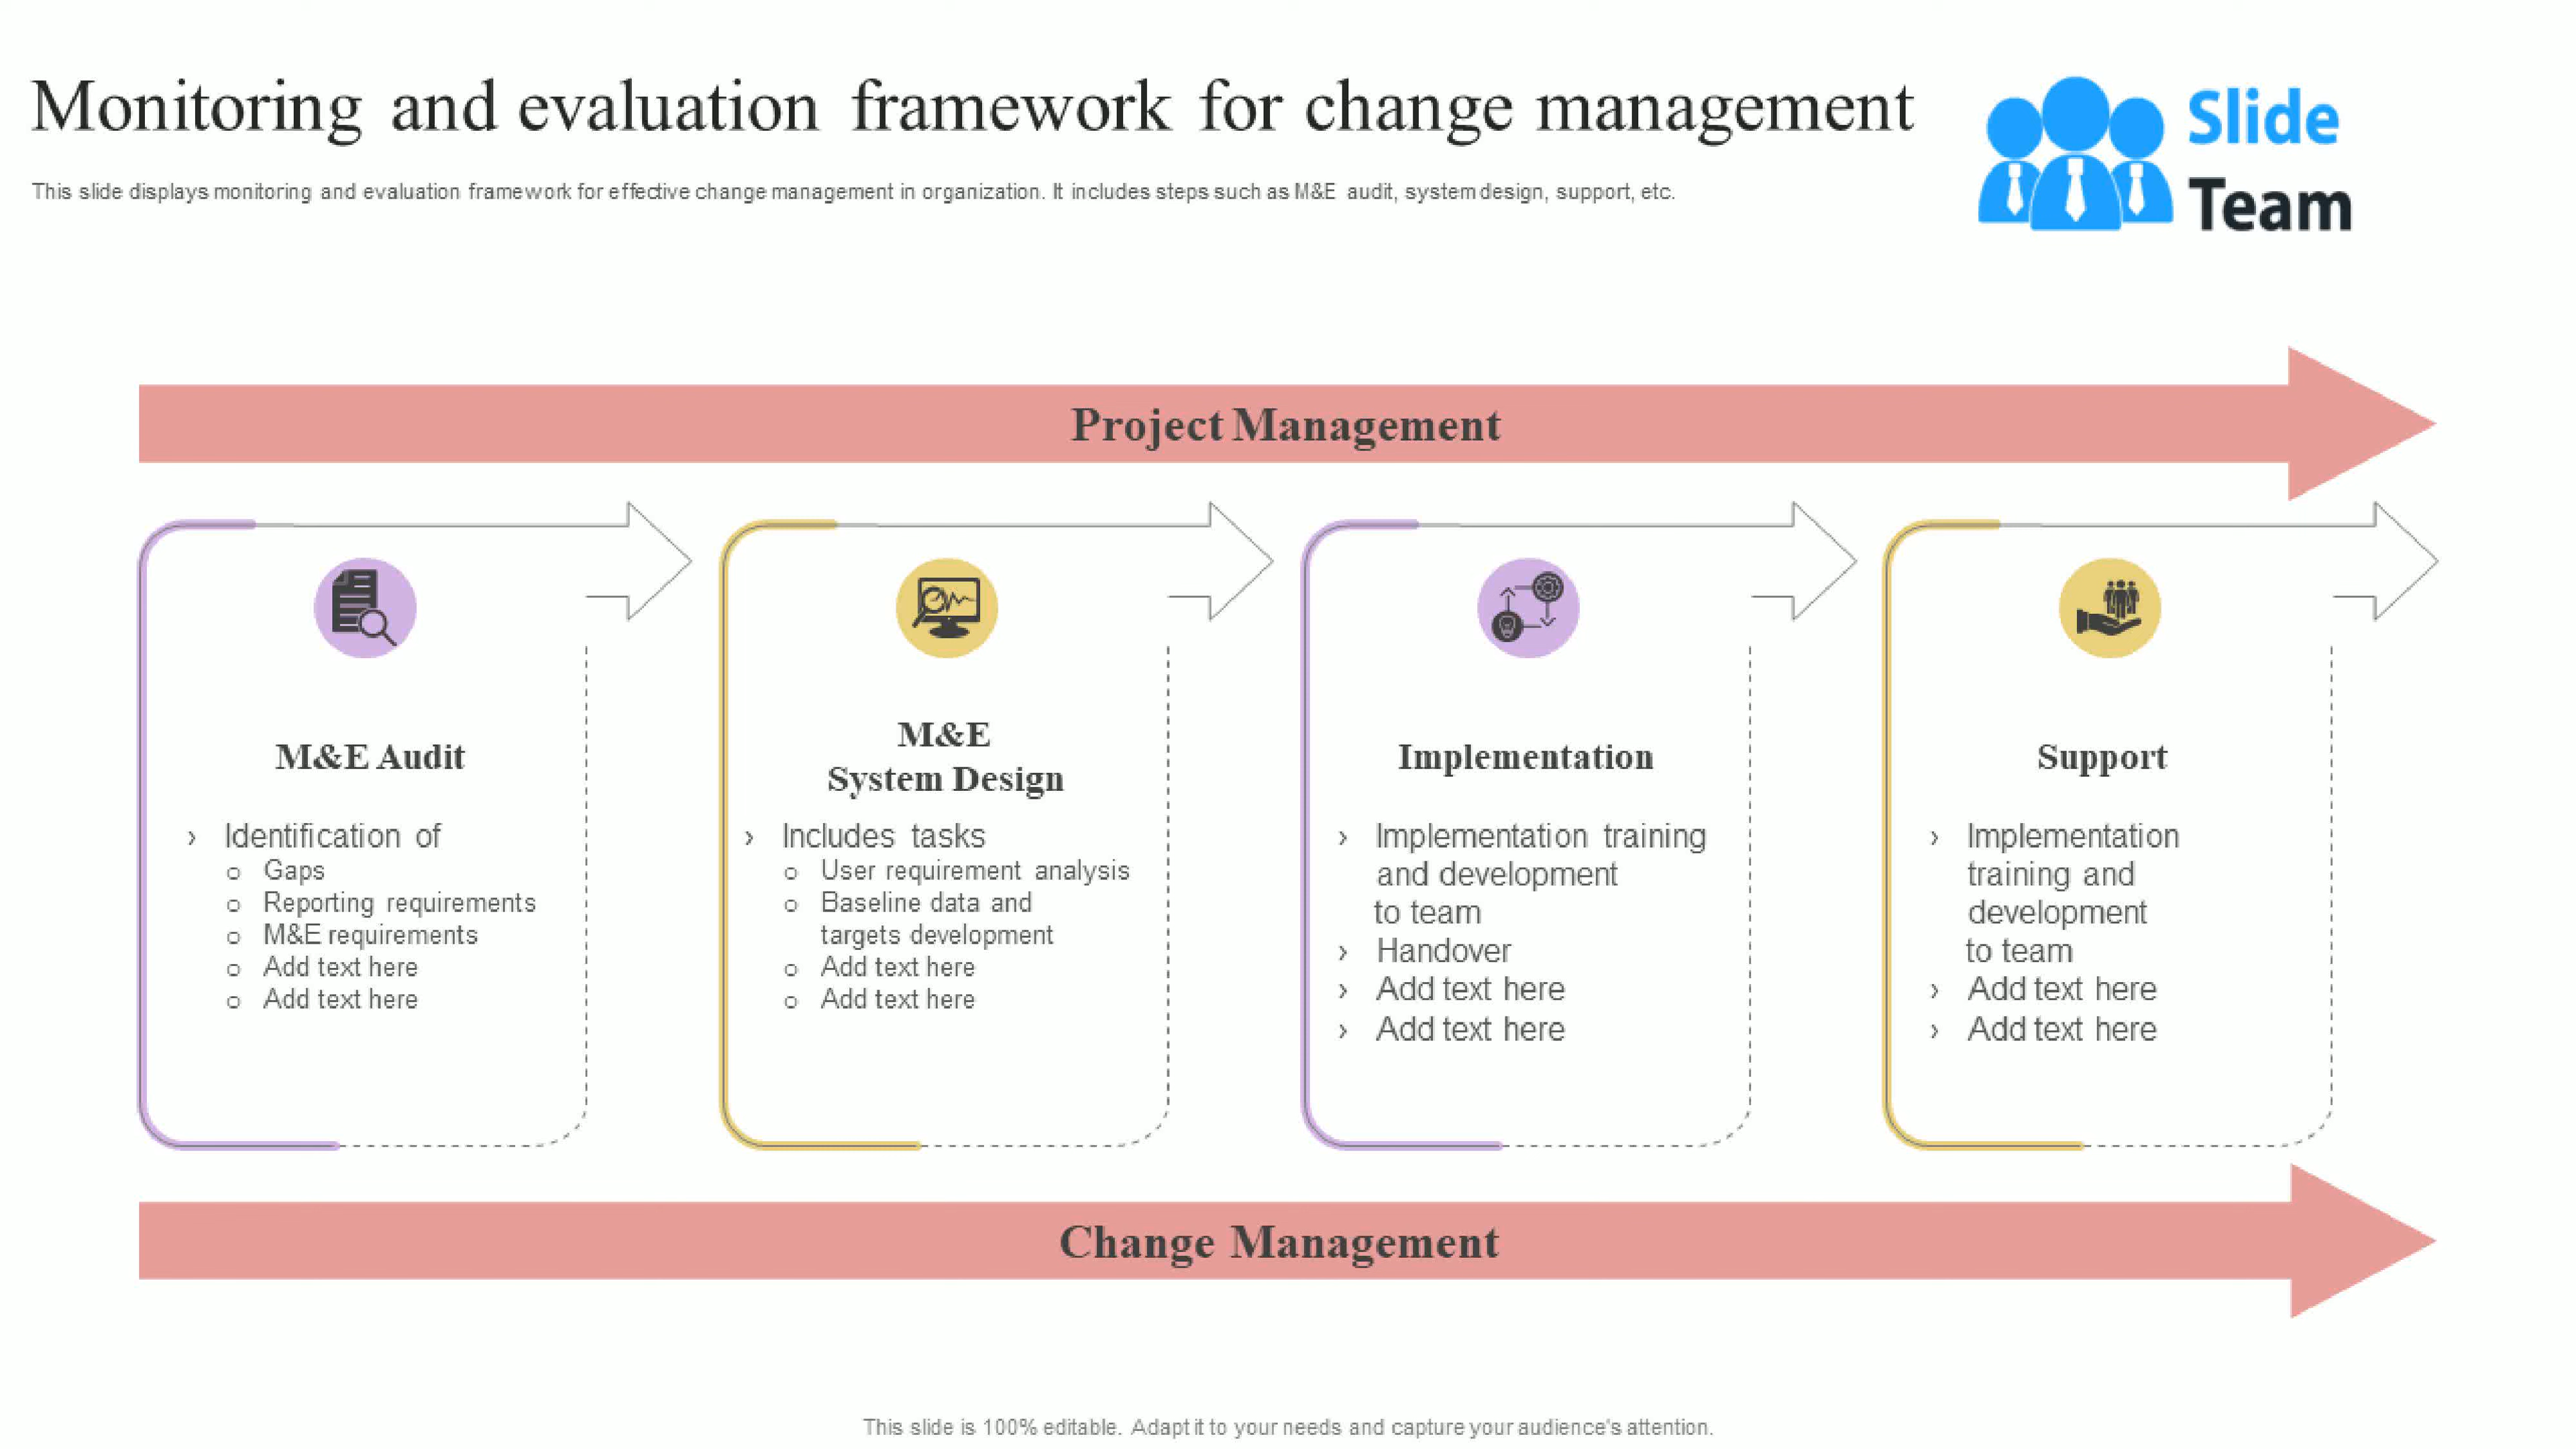 Monitoring and evaluation framework for change management
Slide
Team
This slide displays monitoring and evaluation framework for effective change management in organization. It includes steps such as M&E audit, system design, support, etc.
Project Management
M&E Audit
› Identification of
o Gaps
o Reporting requirements
o M&E requirements
o Add text here
o Add text here
M&E
System Design
› Includes tasks
o User requirement analysis
o Baseline data and
targets development
o Add text here
o Add text here
Implementation
› Implementation training
and development
to team
› Handover
› Add text here
› Add text here
Support
› Implementation
training and
development
to team
› Add text here
› Add text here
Change Management
This slide is 100% editable. Adapt it to your needs and capture your audience's attention.